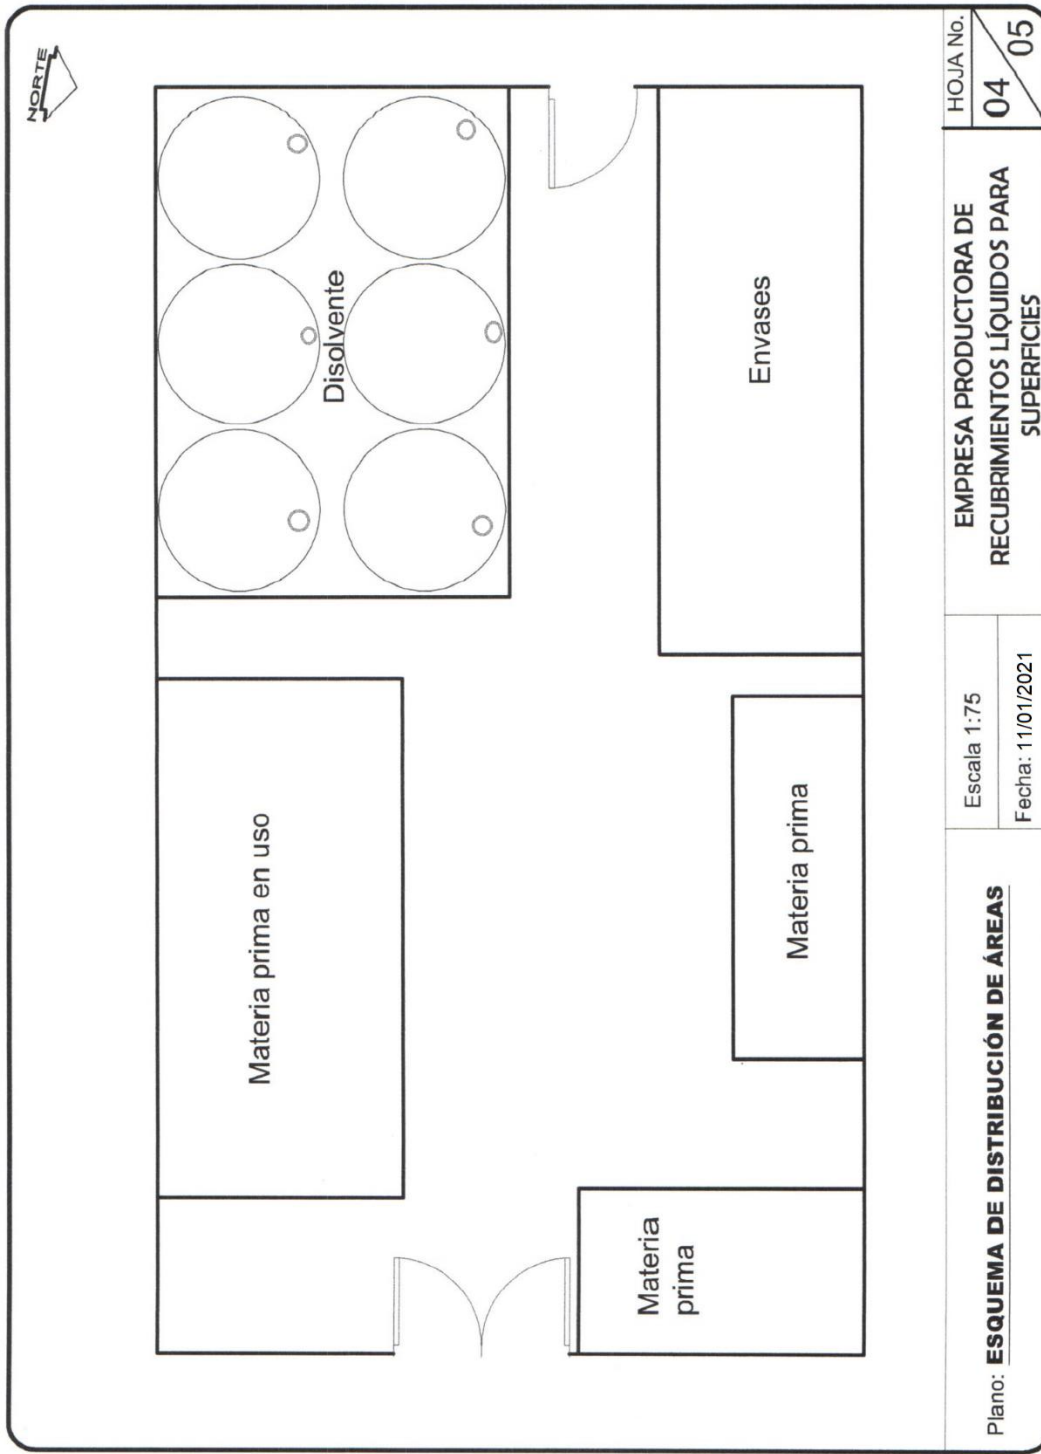 NORTE
Disolvente
Materia prima en uso
Envases
Materia prima
Materia
prima
Plano: ESQUEMA DE DISTRIBUCIÓN DE ÁREAS
Escala 1:75
Fecha: 11/01/2021
EMPRESA PRODUCTORA DE
RECUBRIMIENTOS LÍQUIDOS PARA
SUPERFICIES
HOJA No.
04
05